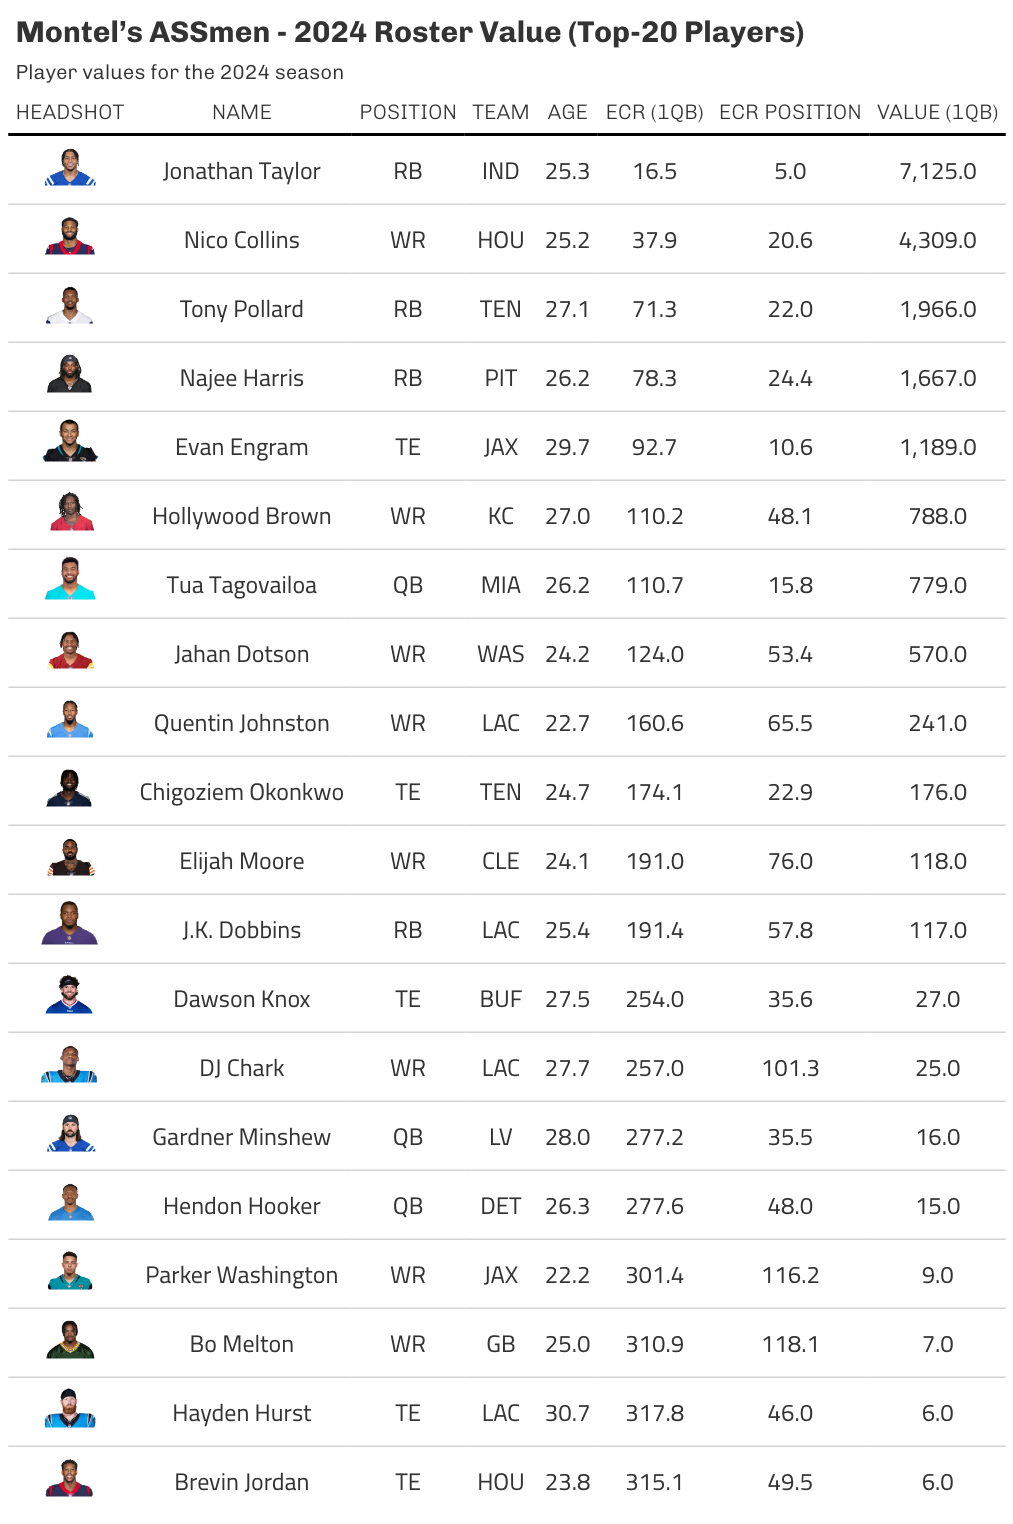 Montel’s ASSmen - 2024 Roster Value (Top-20 Players)
Player values for the 2024 season
HEADSHOT NAME POSITION TEAM AGE ECR (1QB) ECR POSITION VALUE (1QB)
Jonathan Taylor RB IND 25.3 16.5 5.0 7,125.0
Nico Collins WR HOU 25.2 37.9 20.6 4,309.0
Tony Pollard RB TEN 27.1 71.3 22.0 1,966.0
Najee Harris RB PIT 26.2 78.3 24.4 1,667.0
Evan Engram TE JAX 29.7 92.7 10.6 1,189.0
Hollywood Brown WR KC 27.0 110.2 48.1 788.0
Tua Tagovailoa QB MIA 26.2 110.7 15.8 779.0
Jahan Dotson WR WAS 24.2 124.0 53.4 570.0
Quentin Johnston WR LAC 22.7 160.6 65.5 241.0
Chigoziem Okonkwo TE TEN 24.7 174.1 22.9 176.0
Elijah Moore WR CLE 24.1 191.0 76.0 118.0
J.K. Dobbins RB LAC 25.4 191.4 57.8 117.0
Dawson Knox TE BUF 27.5 254.0 35.6 27.0
DJ Chark WR LAC 27.7 257.0 101.3 25.0
Gardner Minshew QB LV 28.0 277.2 35.5 16.0
Hendon Hooker QB DET 26.3 277.6 48.0 15.0
Parker Washington WR JAX 22.2 301.4 116.2 9.0
Bo Melton WR GB 25.0 310.9 118.1 7.0
Hayden Hurst TE LAC 30.7 317.8 46.0 6.0
Brevin Jordan TE HOU 23.8 315.1 49.5 6.0